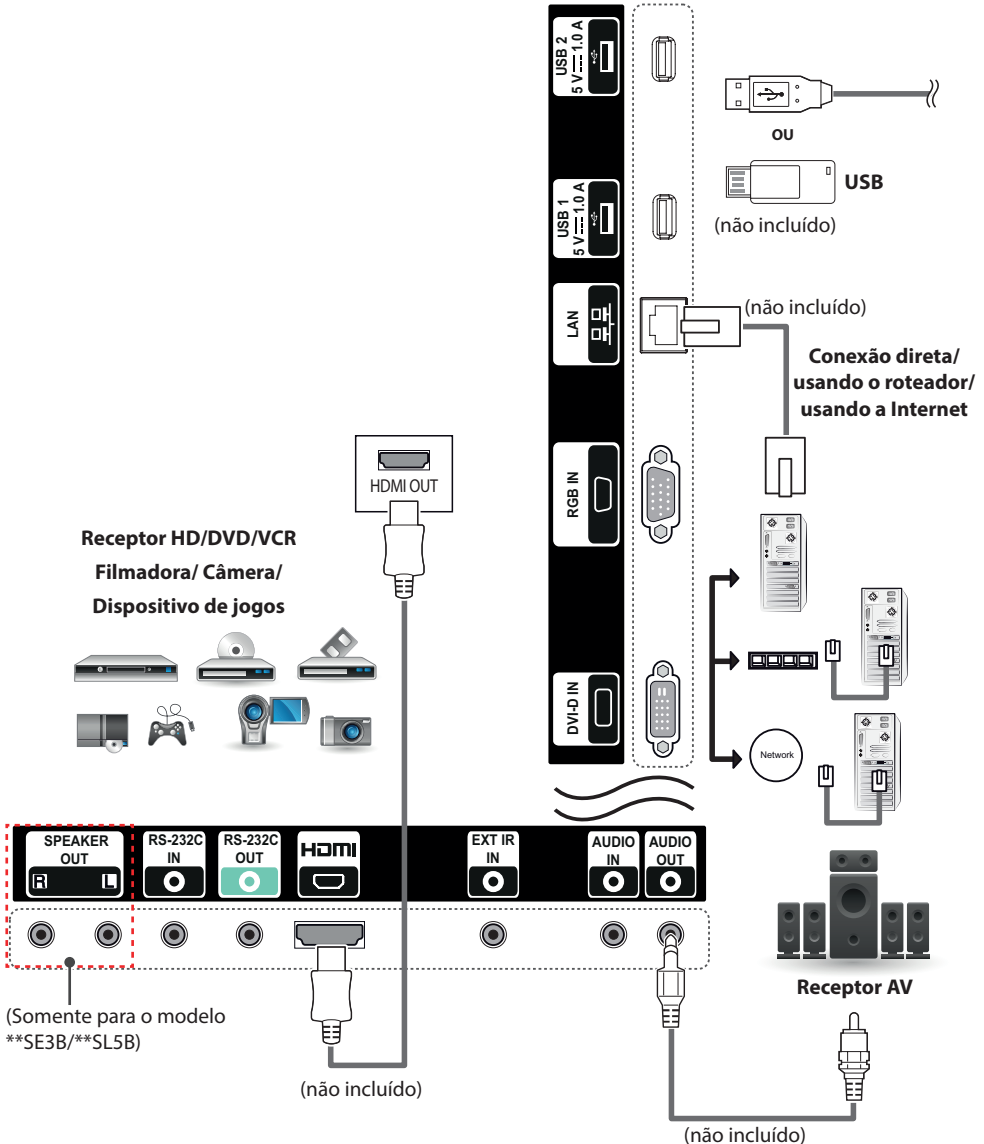 USB 2
5 V 1.0 A
OU
USB
(não incluído)
USB 1
5 V 1.0 A
LAN
(não incluído)
Conexão direta/
usando o roteador/
usando a Internet
HDMI OUT
RGB IN
Receptor HD/DVD/VCR
Filmadora/ Câmera/
Dispositivo de jogos
DVI-D IN
Network
SPEAKER
OUT
R L
RS-232C
IN
RS-232C
OUT
HDMI
EXT IR
IN
AUDIO
IN
AUDIO
OUT
Receptor AV
(Somente para o modelo
**SE3B/**SL5B)
(não incluído)
(não incluído)